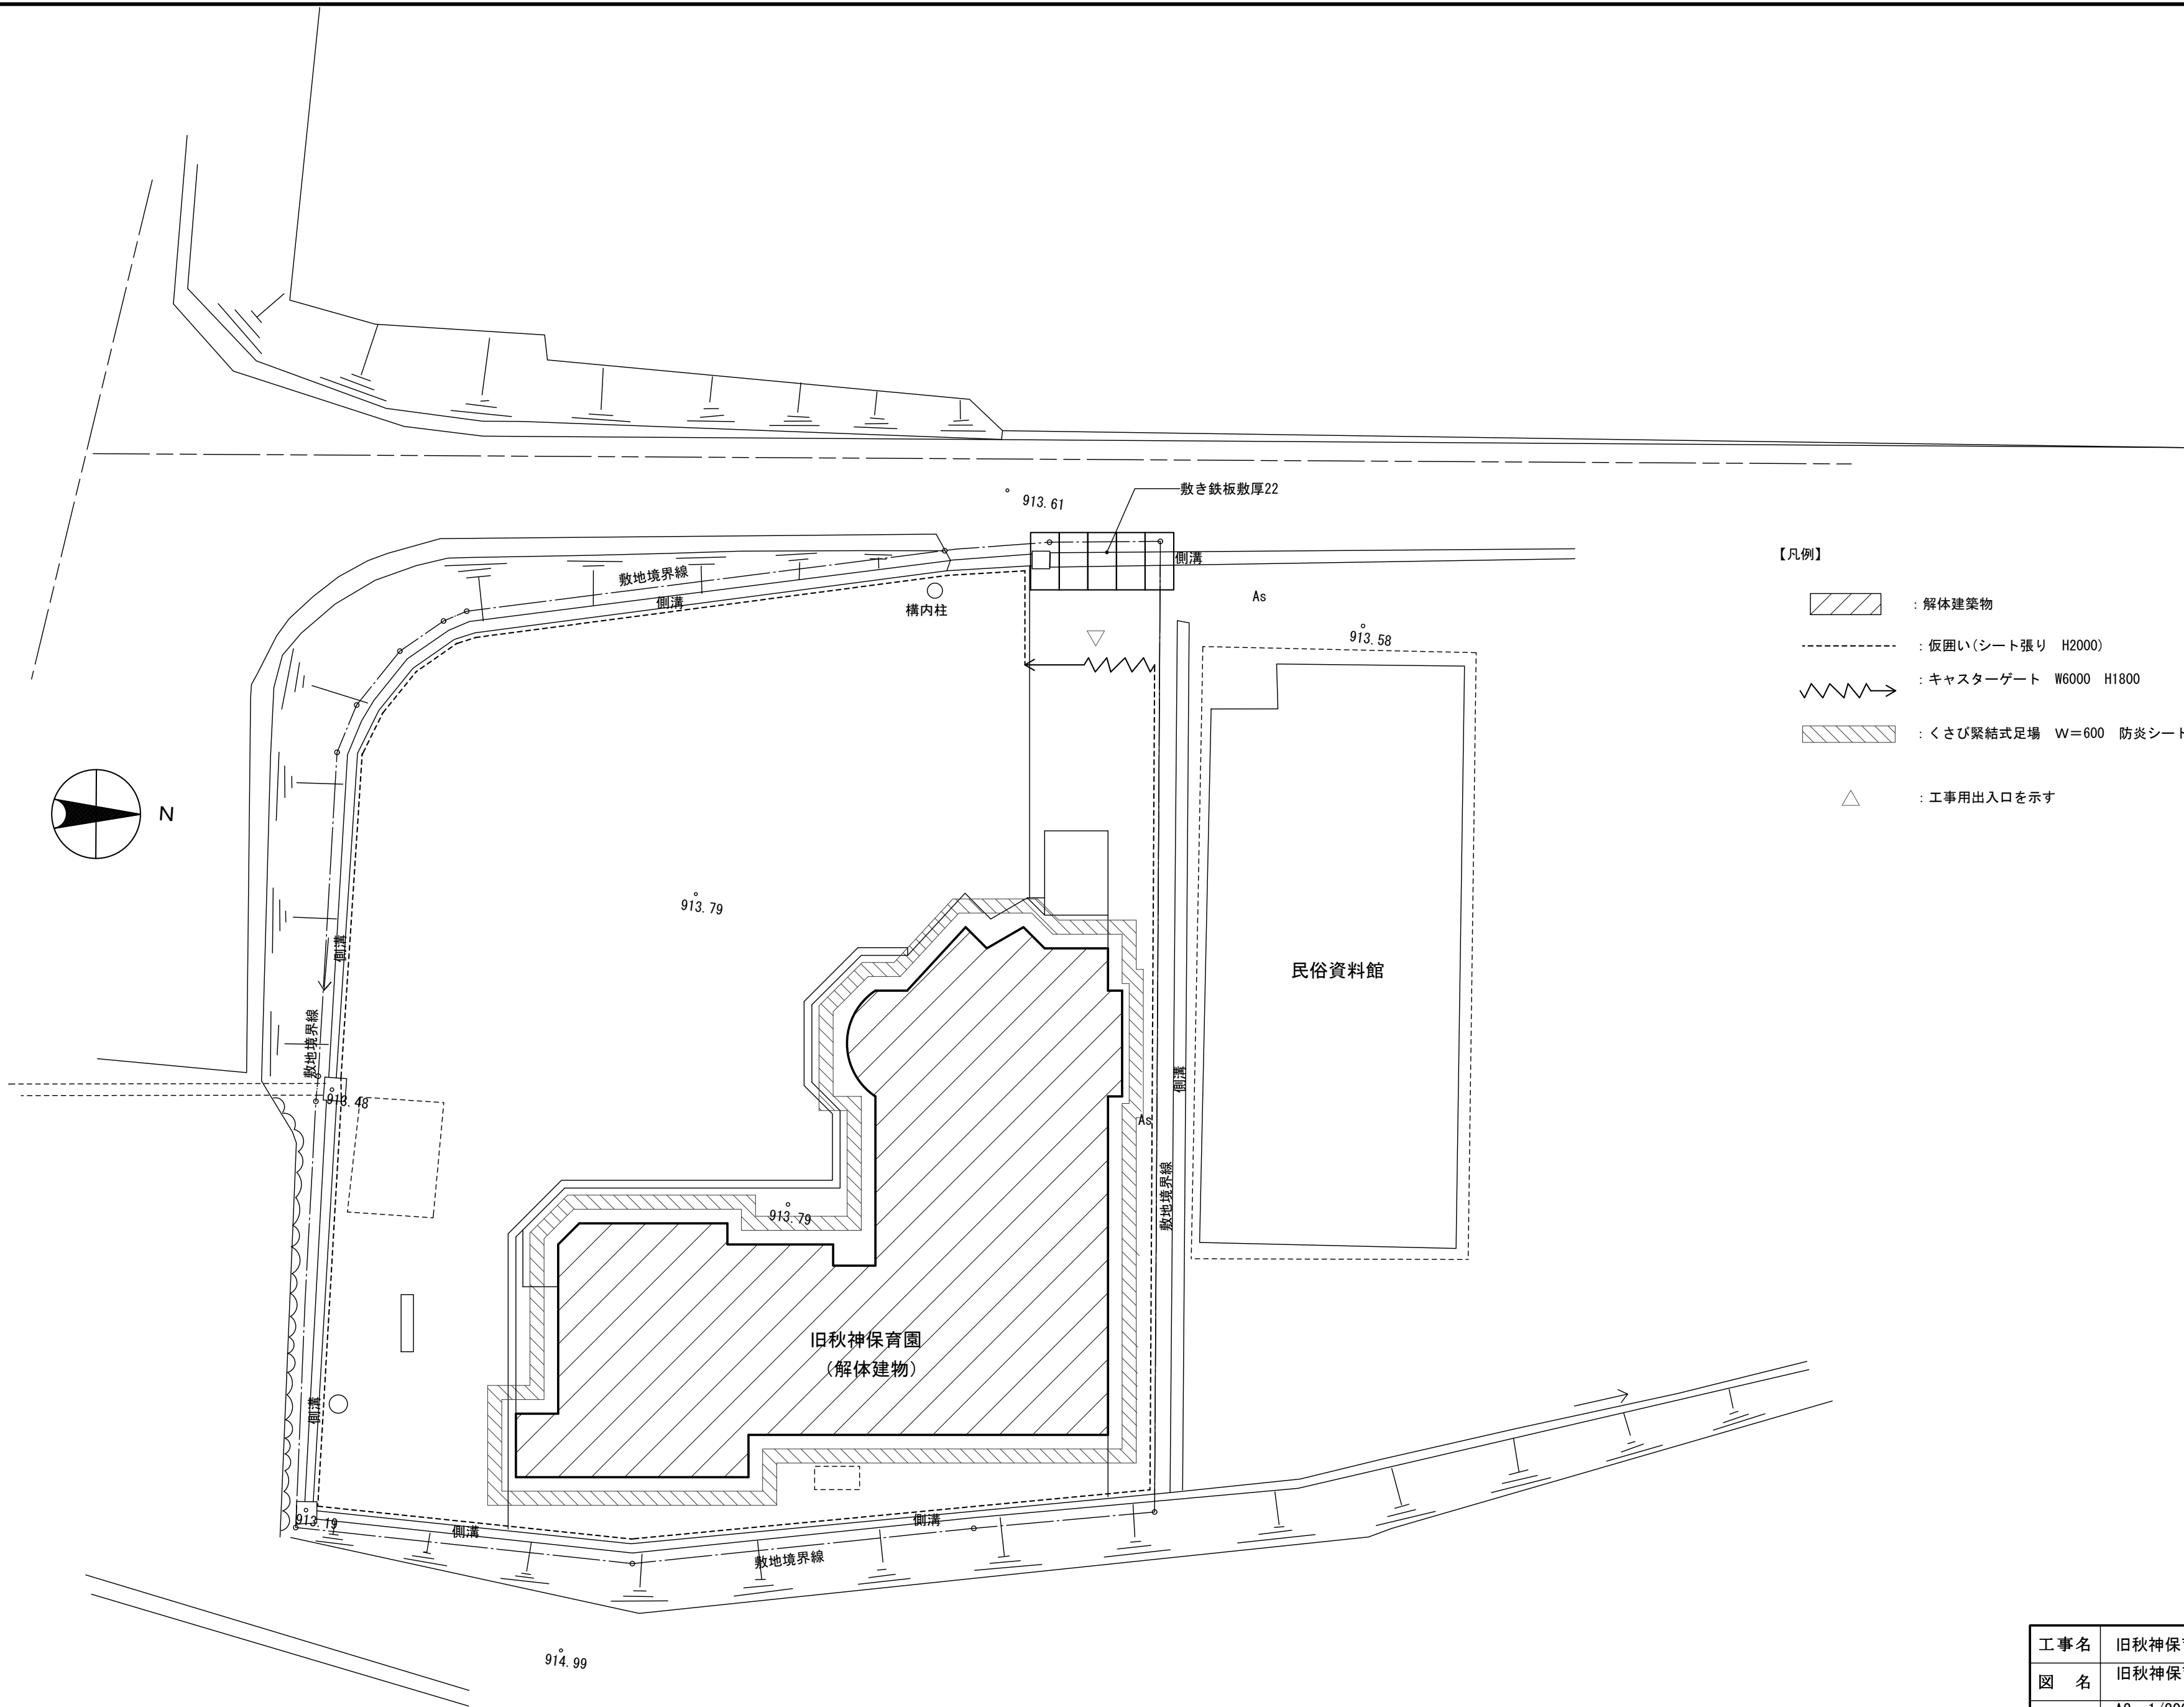 敷き鉄板敷厚22
913.61
側溝
【凡例】
敷地境界線
側溝
構内柱
As
913.58
：解体建築物
：仮囲い(シート張り　H2000)
：キャスターゲート　W6000　H1800
：くさび緊結式足場　W＝600　防炎シート
：工事用出入口を示す
N
913.79
側溝
民俗資料館
敷地境界線
913.48
側溝
As
敷地境界線
913.79
旧秋神保育園
(解体建物)
側溝
913.19
側溝
側溝
敷地境界線
914.99
工事名　旧秋神保
図　名　旧秋神保